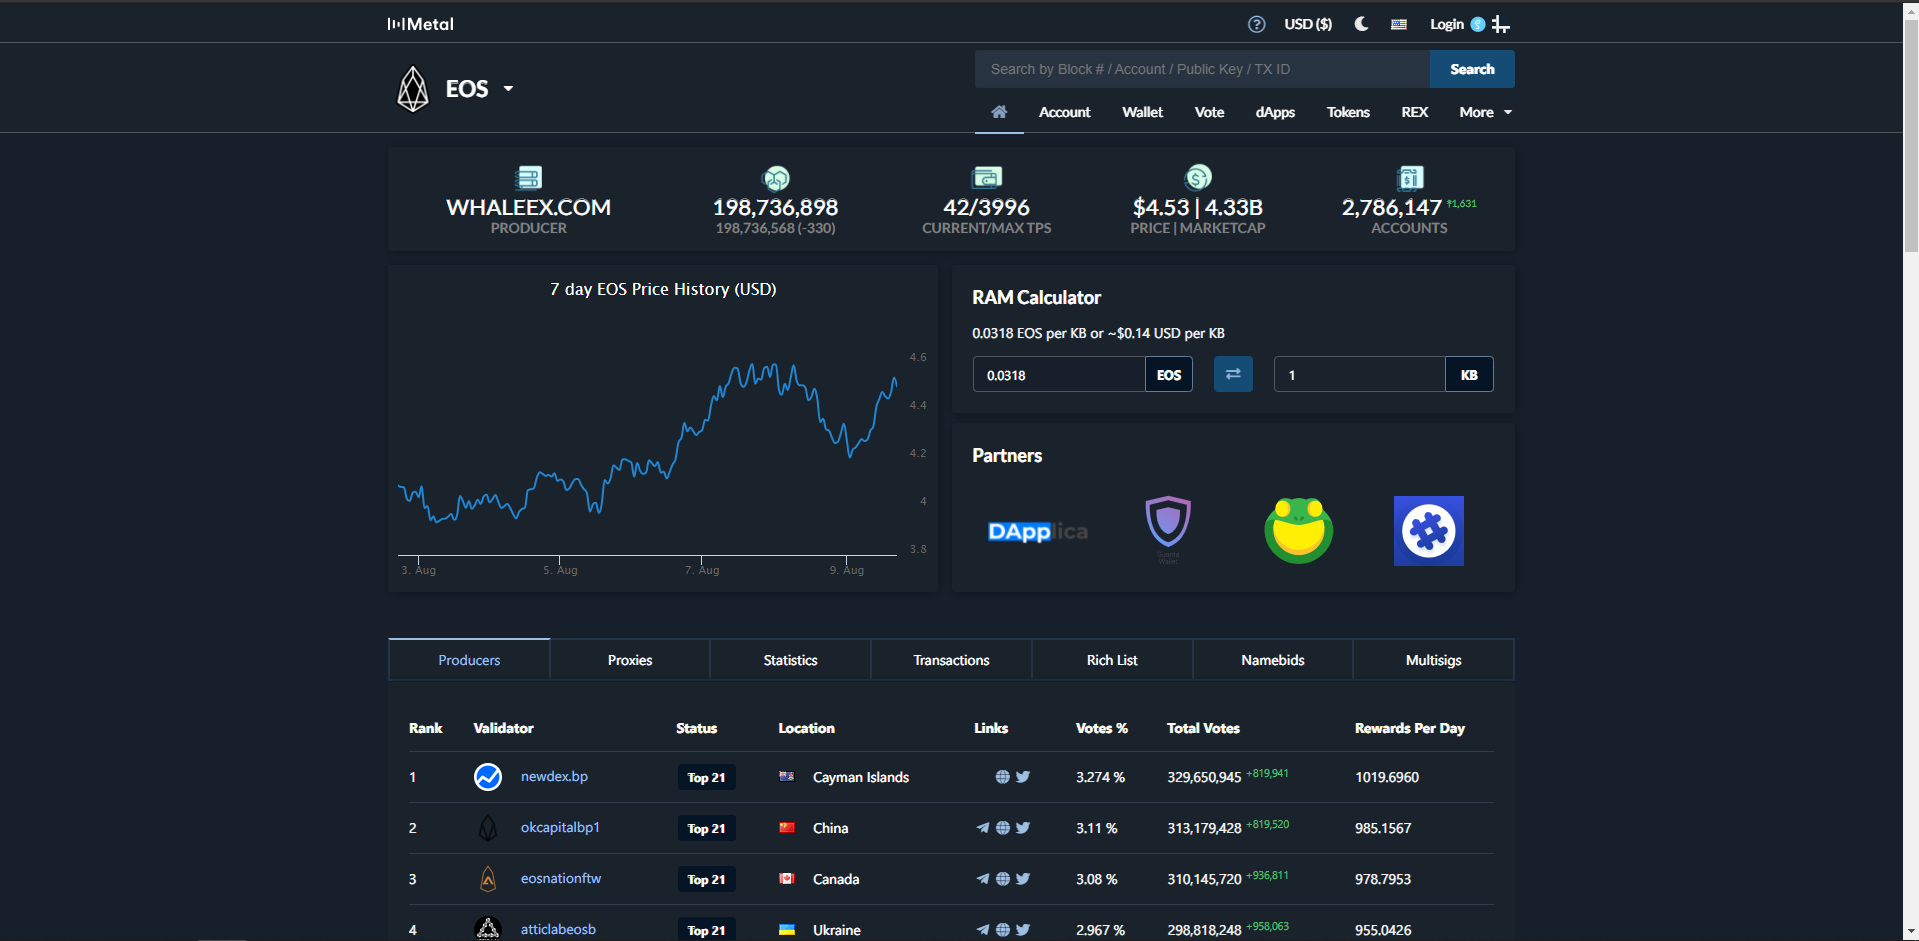 Metal
USD ($)
Login
EOS
Search by Block # / Account / Public Key / TX ID
Search
Account
Wallet
Vote
dApps
Tokens
REX
More
WHALEEX.COM
PRODUCER
198,736,898
198,736,568 (-330)
42/3996
CURRENT/MAX TPS
$4.53 | 4.33B
PRICE | MARKETCAP
2,786,147 ↑1,631
ACCOUNTS
7 day EOS Price History (USD)
4.6
4.4
4.2
4
3.8
3. Aug
5. Aug
7. Aug
9. Aug
RAM Calculator
0.0318 EOS per KB or ~$0.14 USD per KB
0.0318
EOS
1
KB
Partners
DApplica
Wallet
Producers
Proxies
Statistics
Transactions
Rich List
Namebids
Multisigs
Rank Validator Status Location Links Votes % Total Votes Rewards Per Day
1 newdex.bp Top 21 Cayman Islands 3.274 % 329,650,945 +819,941 1019.6960
2 okcapitalbp1 Top 21 China 3.11 % 313,179,428 +819,520 985.1567
3 eosnationftw Top 21 Canada 3.08 % 310,145,720 +936,811 978.7953
4 atticlabeosb Top 21 Ukraine 2.967 % 298,818,248 +958,063 955.0426